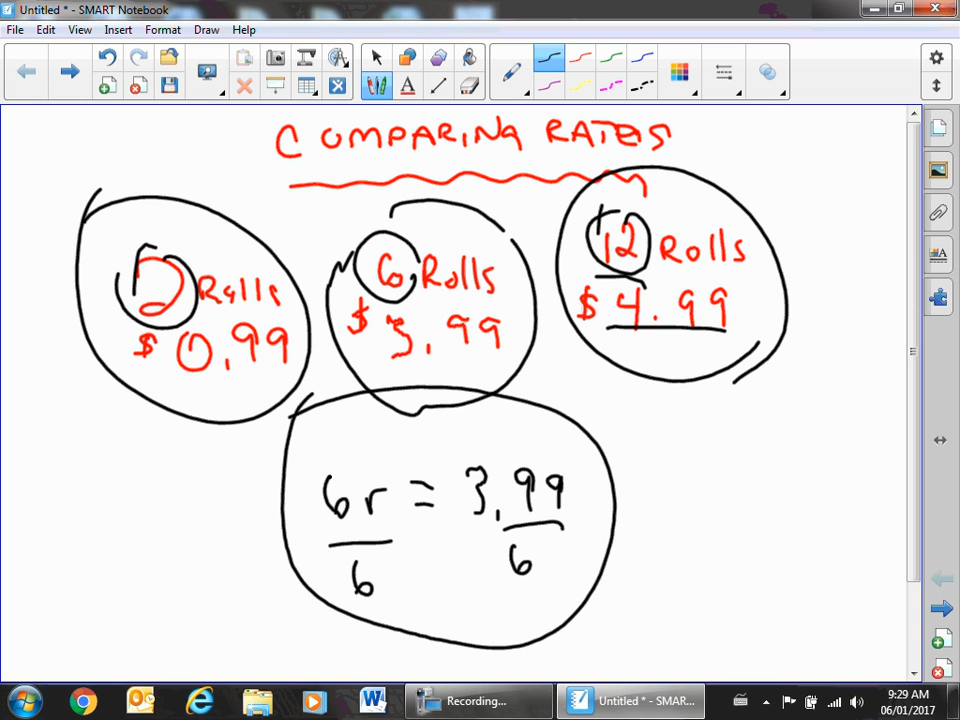 Untitled * - SMART Notebook
File Edit View Insert Format Draw Help
COMPARING RATES
2 Rolls
$ 0.99
6 Rolls
$ 3.99
12 Rolls
$ 4.99
6r = 3.99
6 6
Recording...
Untitled * - SMAR...
9:29 AM
06/01/2017